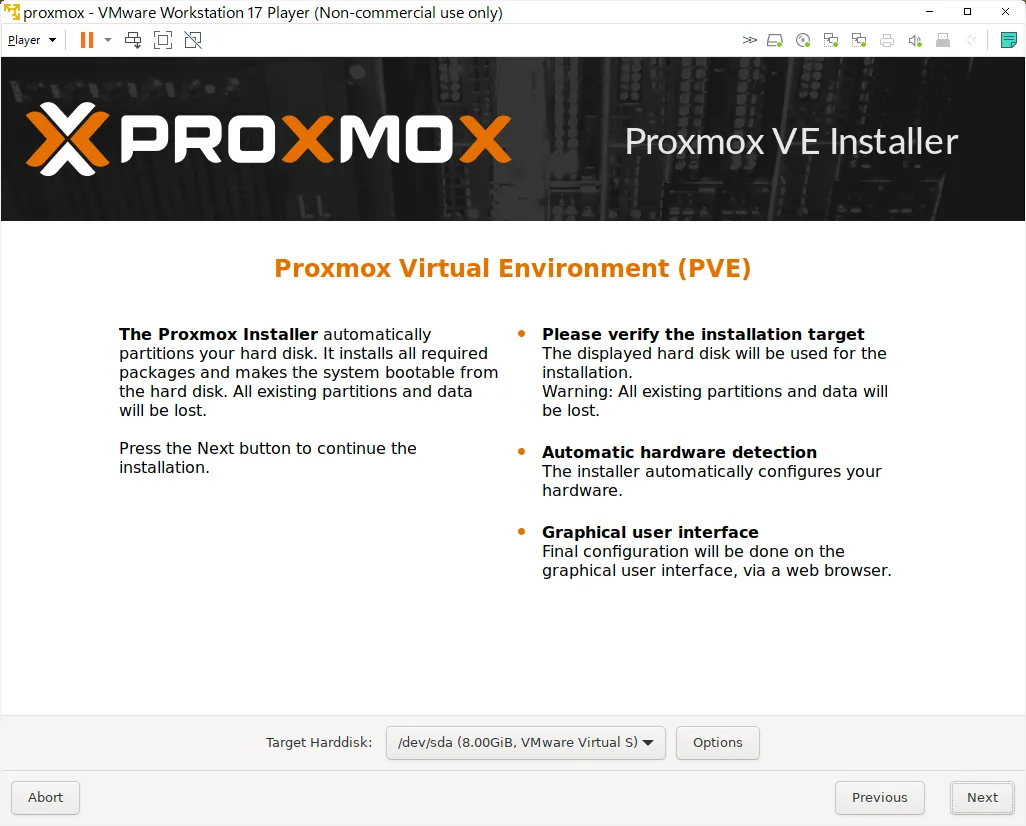 proxmox - VMware Workstation 17 Player (Non-commercial use only)
Player
PROXMOX
Proxmox VE Installer
Proxmox Virtual Environment (PVE)
The Proxmox Installer automatically
partitions your hard disk. It installs all required
packages and makes the system bootable from
the hard disk. All existing partitions and data
will be lost.
Press the Next button to continue the
installation.
Please verify the installation target
The displayed hard disk will be used for the
installation.
Warning: All existing partitions and data will
be lost.
Automatic hardware detection
The installer automatically configures your
hardware.
Graphical user interface
Final configuration will be done on the
graphical user interface, via a web browser.
Target Harddisk: /dev/sda (8.00GiB, VMware Virtual S) Options
Abort Previous Next